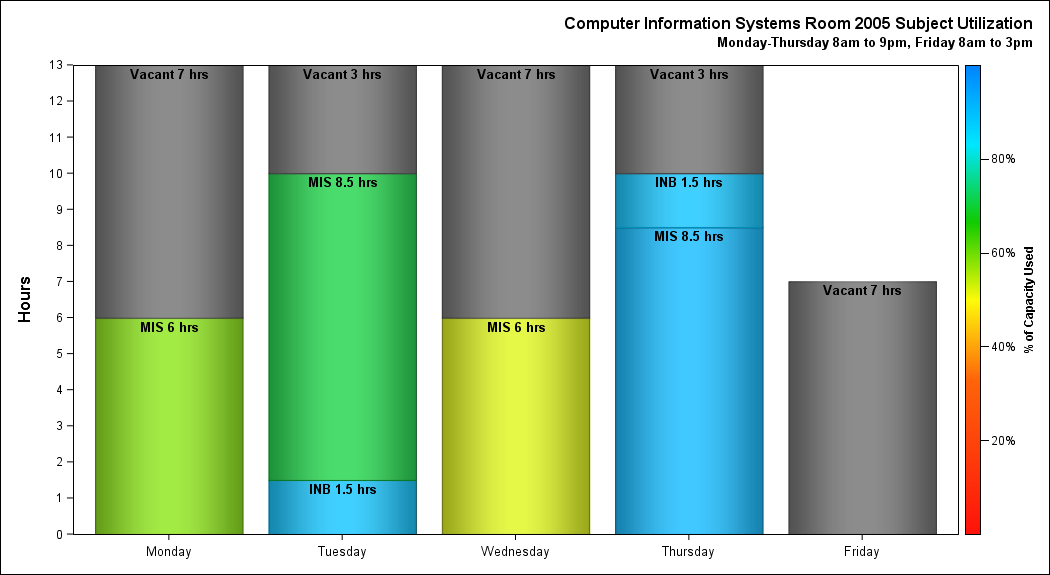 Computer Information Systems Room 2005 Subject Utilization
Monday-Thursday 8am to 9pm, Friday 8am to 3pm
Hours
13
12
11
10
9
8
7
6
5
4
3
2
1
0
Vacant 7 hrs
MIS 6 hrs
Vacant 3 hrs
MIS 8.5 hrs
INB 1.5 hrs
Vacant 7 hrs
MIS 6 hrs
Vacant 3 hrs
INB 1.5 hrs
MIS 8.5 hrs
Vacant 7 hrs
Monday
Tuesday
Wednesday
Thursday
Friday
80%
60%
40%
20%
% of Capacity Used